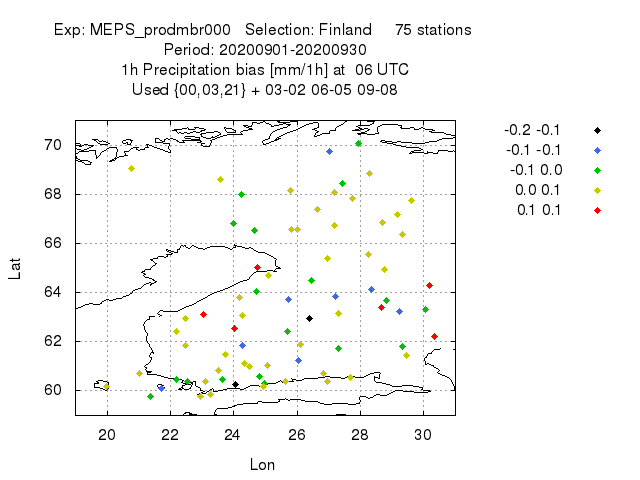 Exp: MEPS_prodmbr000 Selection: Finland 75 stations
Period: 20200901-20200930
1h Precipitation bias [mm/1h] at 06 UTC
Used {00,03,21} + 03-02 06-05 09-08
-0.2 -0.1
-0.1 -0.1
-0.1 0.0
0.0 0.1
0.1 0.1
70
68
66
64
62
60
Lat
20 22 24 26 28 30
Lon